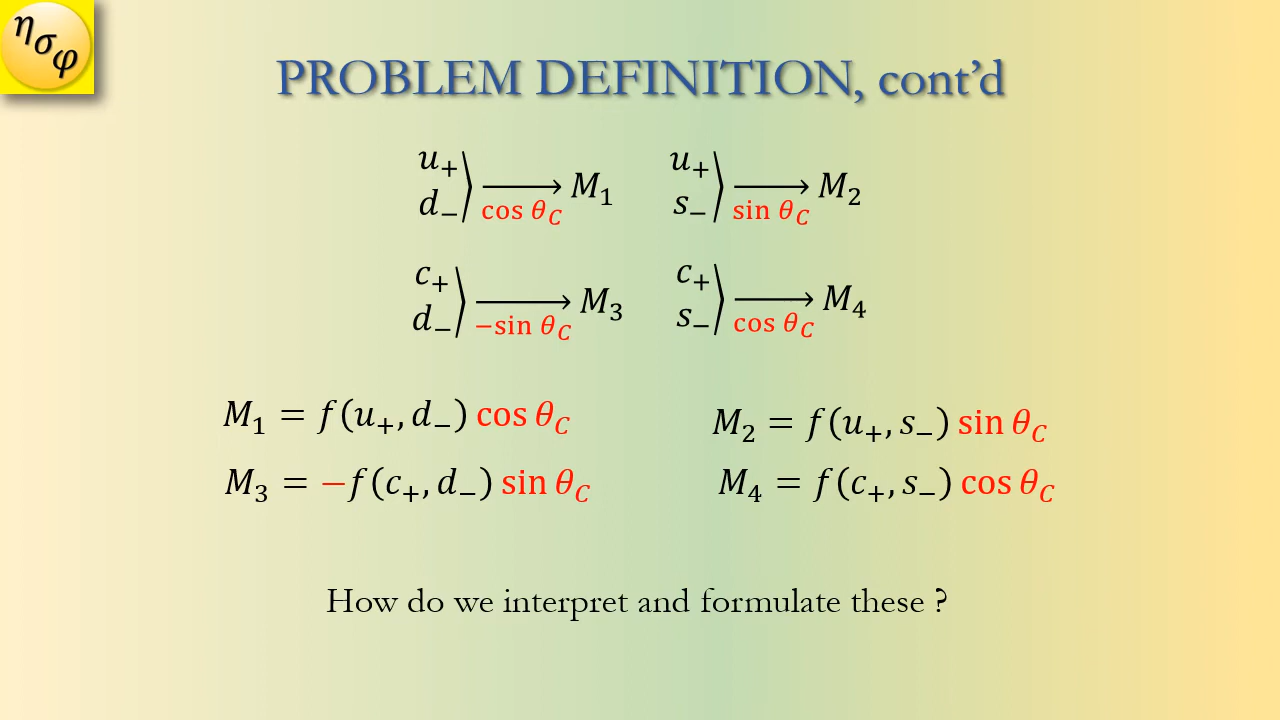 η σ φ
PROBLEM DEFINITION, cont’d
u₊ d₋ ⟩ ⟶ cos θ_C M₁ u₊ s₋ ⟩ ⟶ sin θ_C M₂
c₊ d₋ ⟩ ⟶ −sin θ_C M₃ c₊ s₋ ⟩ ⟶ cos θ_C M₄
M₁ = f(u₊, d₋) cos θ_C M₂ = f(u₊, s₋) sin θ_C
M₃ = −f(c₊, d₋) sin θ_C M₄ = f(c₊, s₋) cos θ_C
How do we interpret and formulate these ?